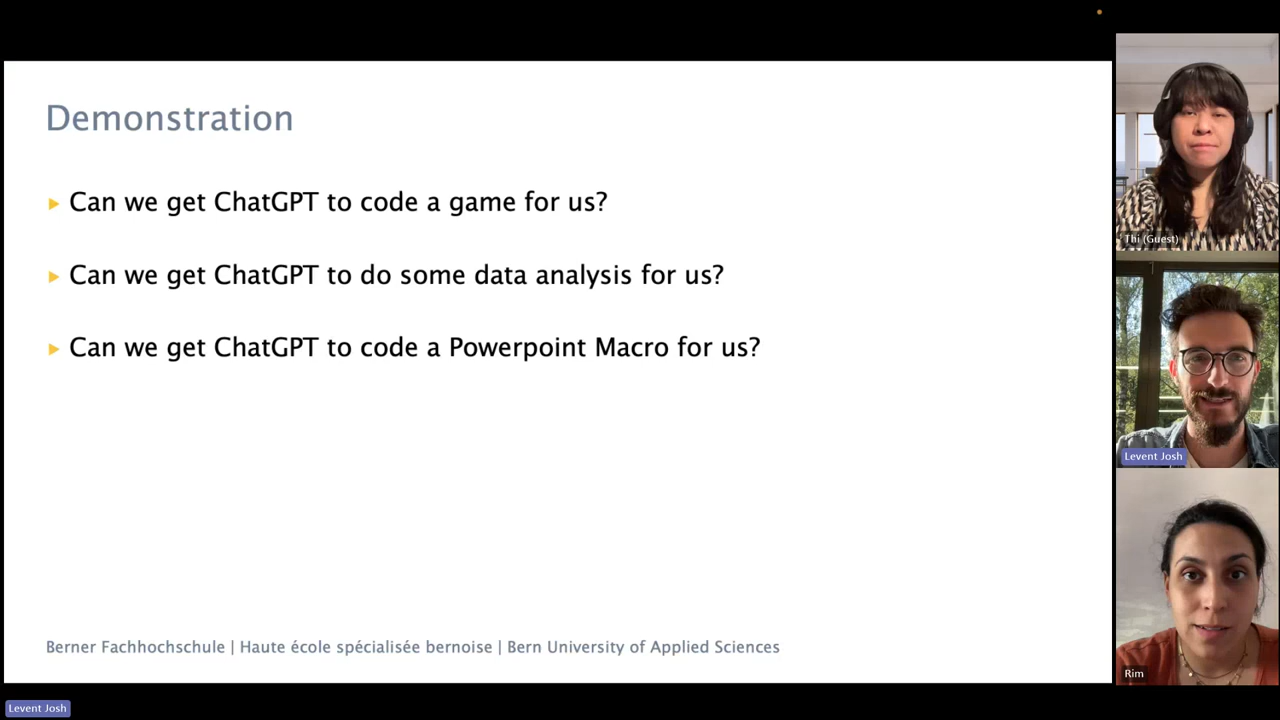 Demonstration
Can we get ChatGPT to code a game for us?
Can we get ChatGPT to do some data analysis for us?
Can we get ChatGPT to code a Powerpoint Macro for us?
Berner Fachhochschule | Haute école spécialisée bernoise | Bern University of Applied Sciences
Thi (Guest)
Levent Josh
Rim
Levent Josh